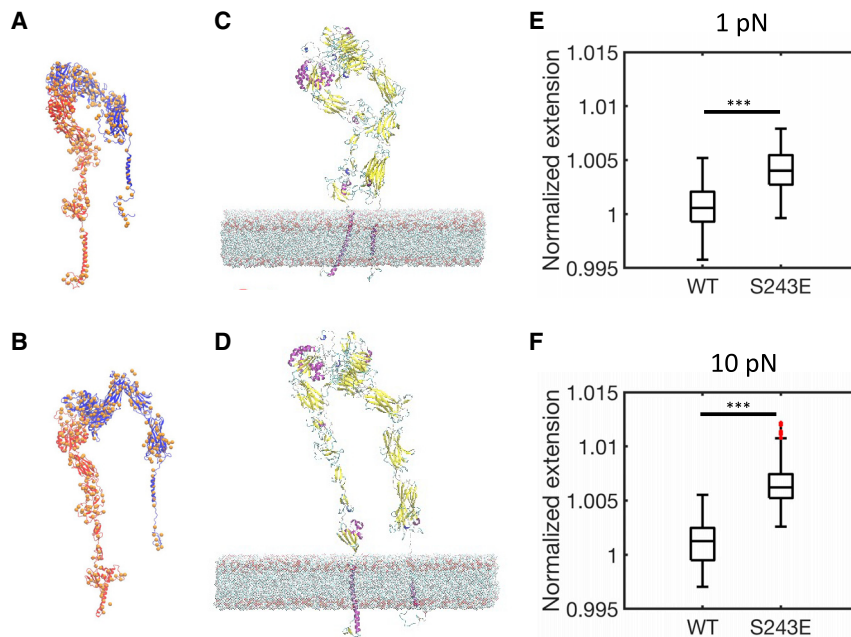 A
C
E
1 pN
Normalized extension
1.015
1.01
1.005
1
0.995
***
WT
S243E
B
D
F
10 pN
Normalized extension
1.015
1.01
1.005
1
0.995
***
WT
S243E